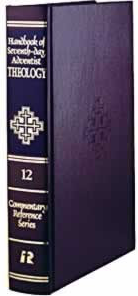 Handbook of
Seventh-day
Adventist
THEOLOGY
12
Commentary
Reference
Series
R